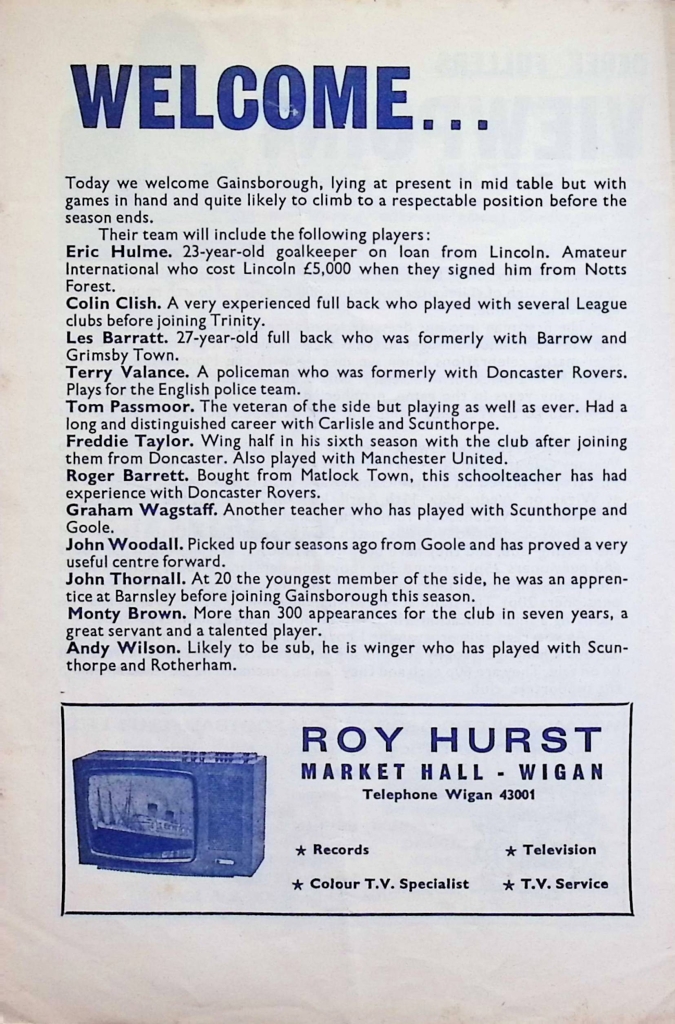 WELCOME...
Today we welcome Gainsborough, lying at present in mid table but with
games in hand and quite likely to climb to a respectable position before the
season ends.
Their team will include the following players:
Eric Hulme. 23-year-old goalkeeper on loan from Lincoln. Amateur
International who cost Lincoln £5,000 when they signed him from Notts
Forest.
Colin Clish. A very experienced full back who played with several League
clubs before joining Trinity.
Les Barratt. 27-year-old full back who was formerly with Barrow and
Grimsby Town.
Terry Valance. A policeman who was formerly with Doncaster Rovers.
Plays for the English police team.
Tom Passmoor. The veteran of the side but playing as well as ever. Had a
long and distinguished career with Carlisle and Scunthorpe.
Freddie Taylor. Wing half in his sixth season with the club after joining
them from Doncaster. Also played with Manchester United.
Roger Barrett. Bought from Matlock Town, this schoolteacher has had
experience with Doncaster Rovers.
Graham Wagstaff. Another teacher who has played with Scunthorpe and
Goole.
John Woodall. Picked up four seasons ago from Goole and has proved a very
useful centre forward.
John Thornall. At 20 the youngest member of the side, he was an appren-
tice at Barnsley before joining Gainsborough this season.
Monty Brown. More than 300 appearances for the club in seven years, a
great servant and a talented player.
Andy Wilson. Likely to be sub, he is winger who has played with Scun-
thorpe and Rotherham.
ROY HURST
MARKET HALL - WIGAN
Telephone Wigan 43001
★ Records
★ Television
★ Colour T.V. Specialist
★ T.V. Service